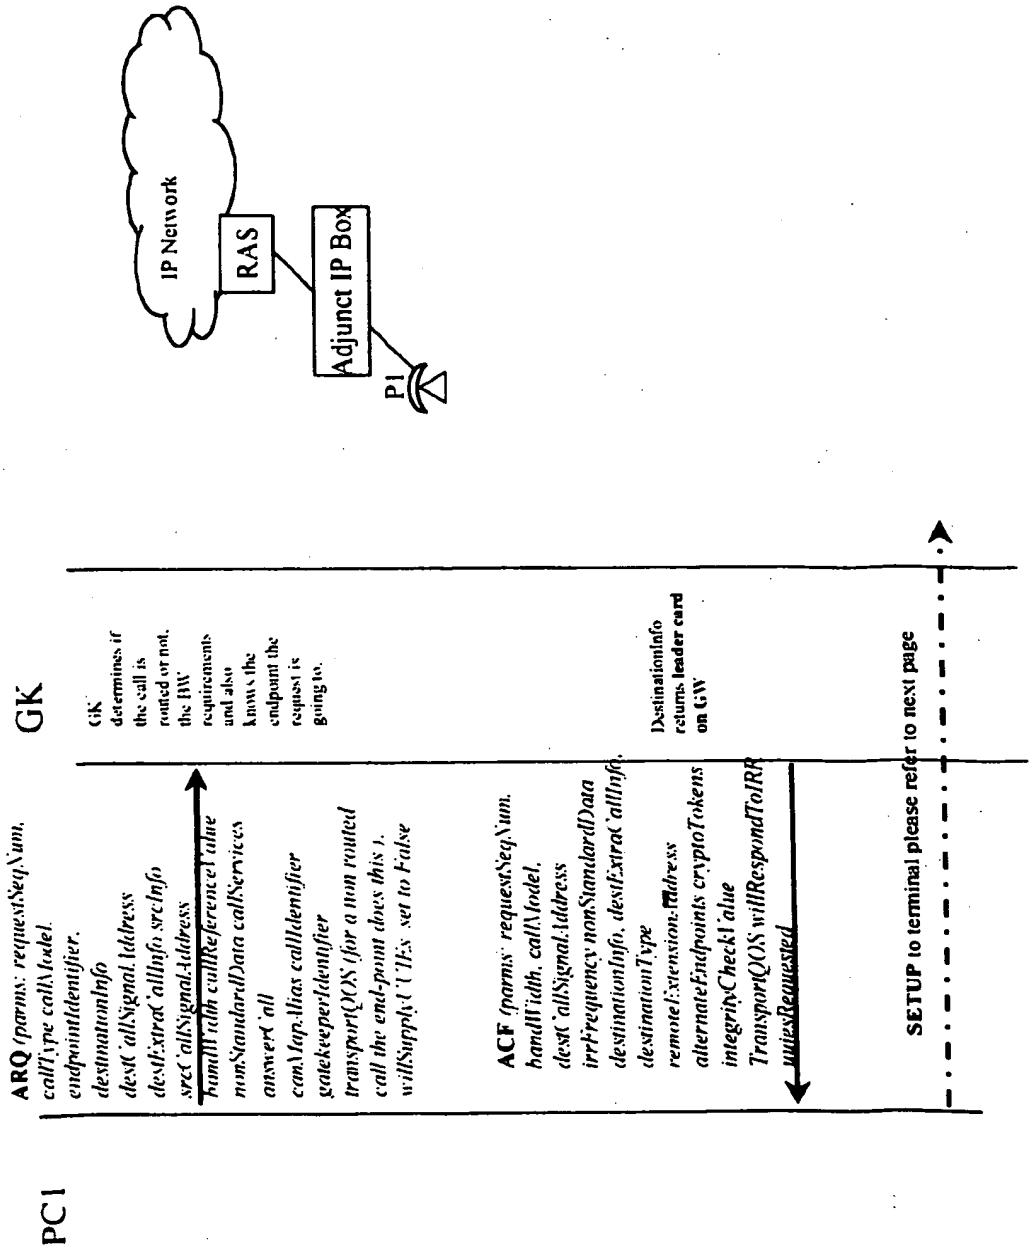 PC1
GK
ARQ (parms: requestSeqNum,
callType callModel,
endpointIdentifier,
destinationInfo
destCallSignalAddress
destExtraCallInfo srcInfo
srcCallSignalAddress
bandWidth callReferenceValue
nonStandardData callServices
answerCall
canMapAlias callIdentifier
gatekeeperIdentifier
transportQOS (for a non routed
call the end-point does this ).
willSupplyUUIEs set to False
GK
determines if
the call is
routed or not.
the BW
requirements
and also
knows the
endpoint the
request is
going to.
ACF (parms requestSeqNum,
bandWidth, callModel,
destCallSignalAddress
irrFrequency nonStandardData
destinationInfo, destExtraCallInfo,
destinationType
remoteExtensionAddress
alternateEndpoints cryptoTokens
integrityCheckValue
TransportQOS willRespondToIRR
uuiesRequested
DestinationInfo
returns leader card
on GW
SETUP to terminal please refer to next page
IP Network
RAS
Adjunct IP Box
P1